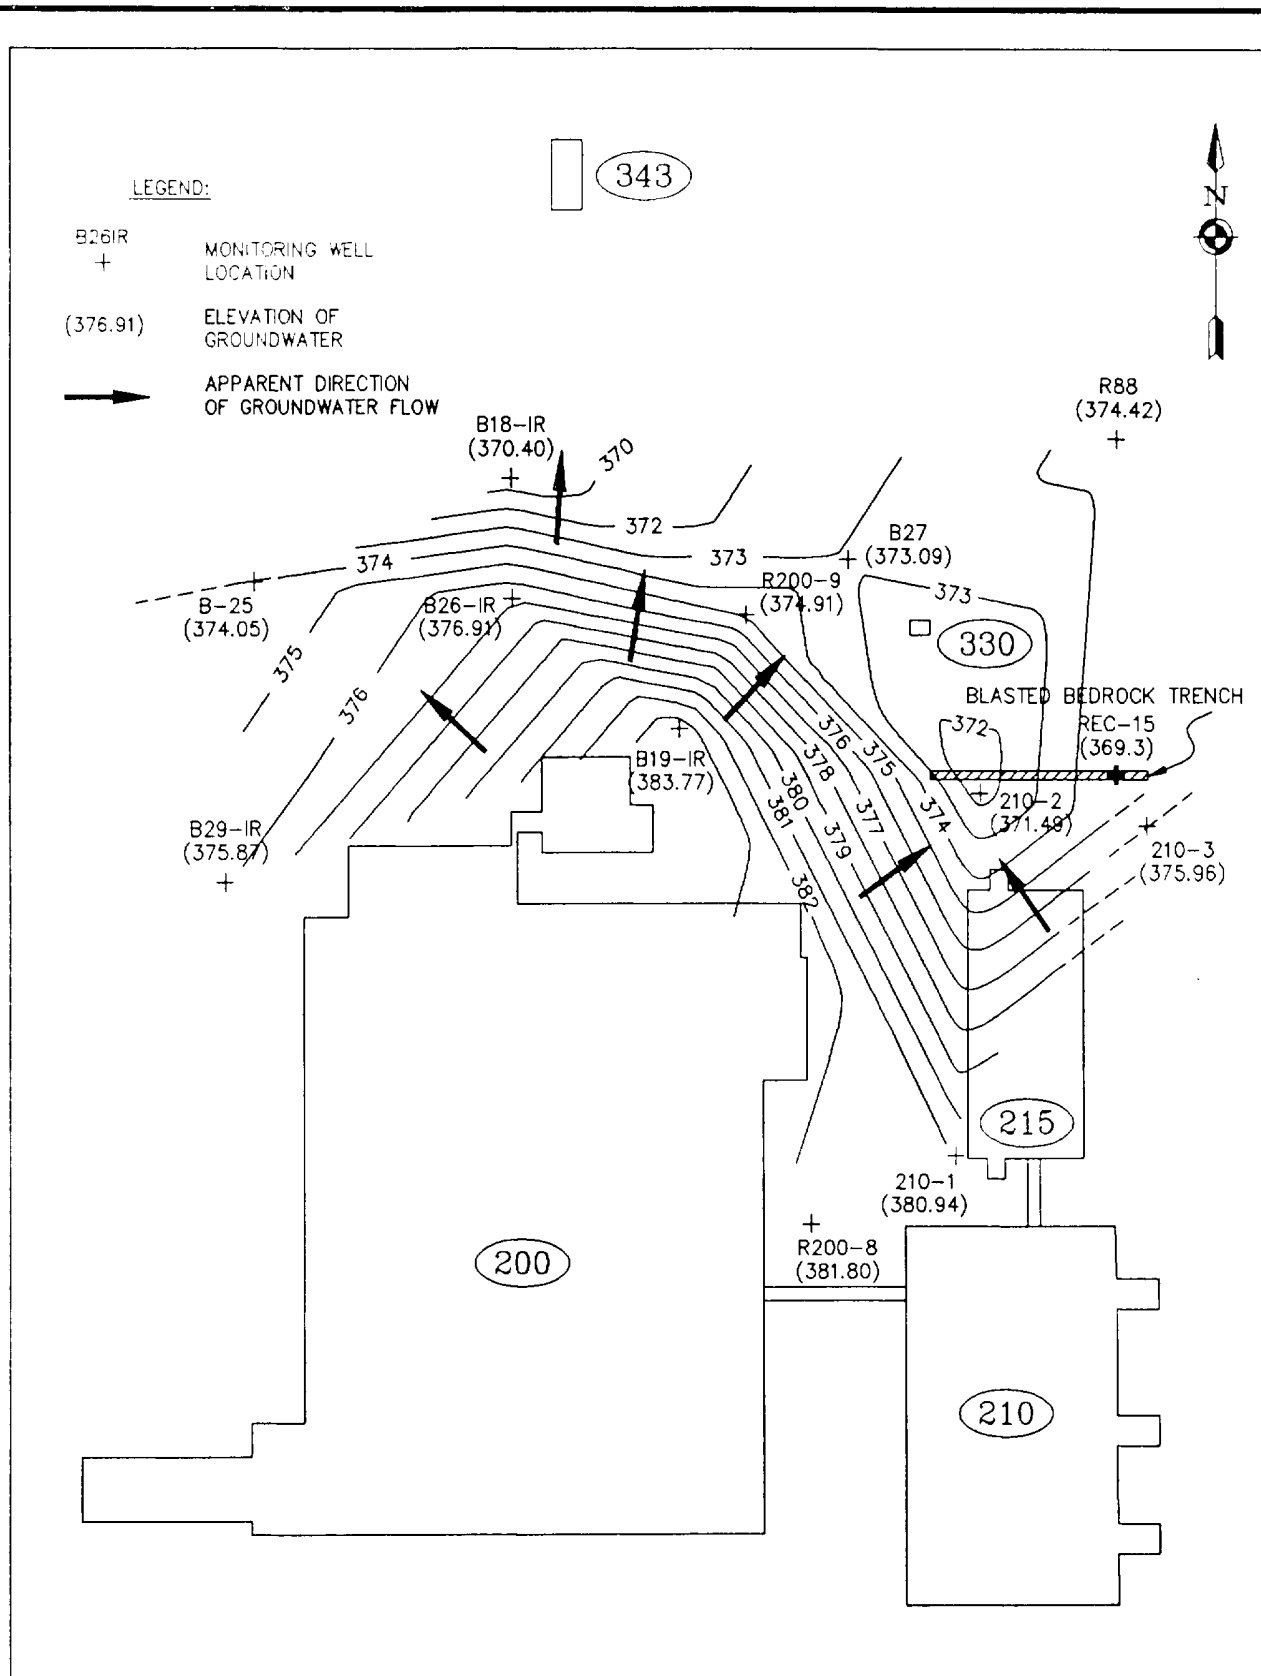 343
N
LEGEND:
B26IR
MONITORING WELL
LOCATION
(376.91)
ELEVATION OF
GROUNDWATER
APPARENT DIRECTION
OF GROUNDWATER FLOW
R88
(374.42)
B18-IR
(370.40)
370
372
373
374
B27
(373.09)
R200-9
(374.91)
B-25
(374.05)
B26-IR
(376.91)
373
330
375
376
BLASTED BEDROCK TRENCH
REC-15
(369.3)
372
B19-IR
(383.77)
376
375
374
378
377
380
379
381
382
210-2
(371.49)
210-3
(375.96)
B29-IR
(375.87)
215
210-1
(380.94)
R200-8
(381.80)
200
210